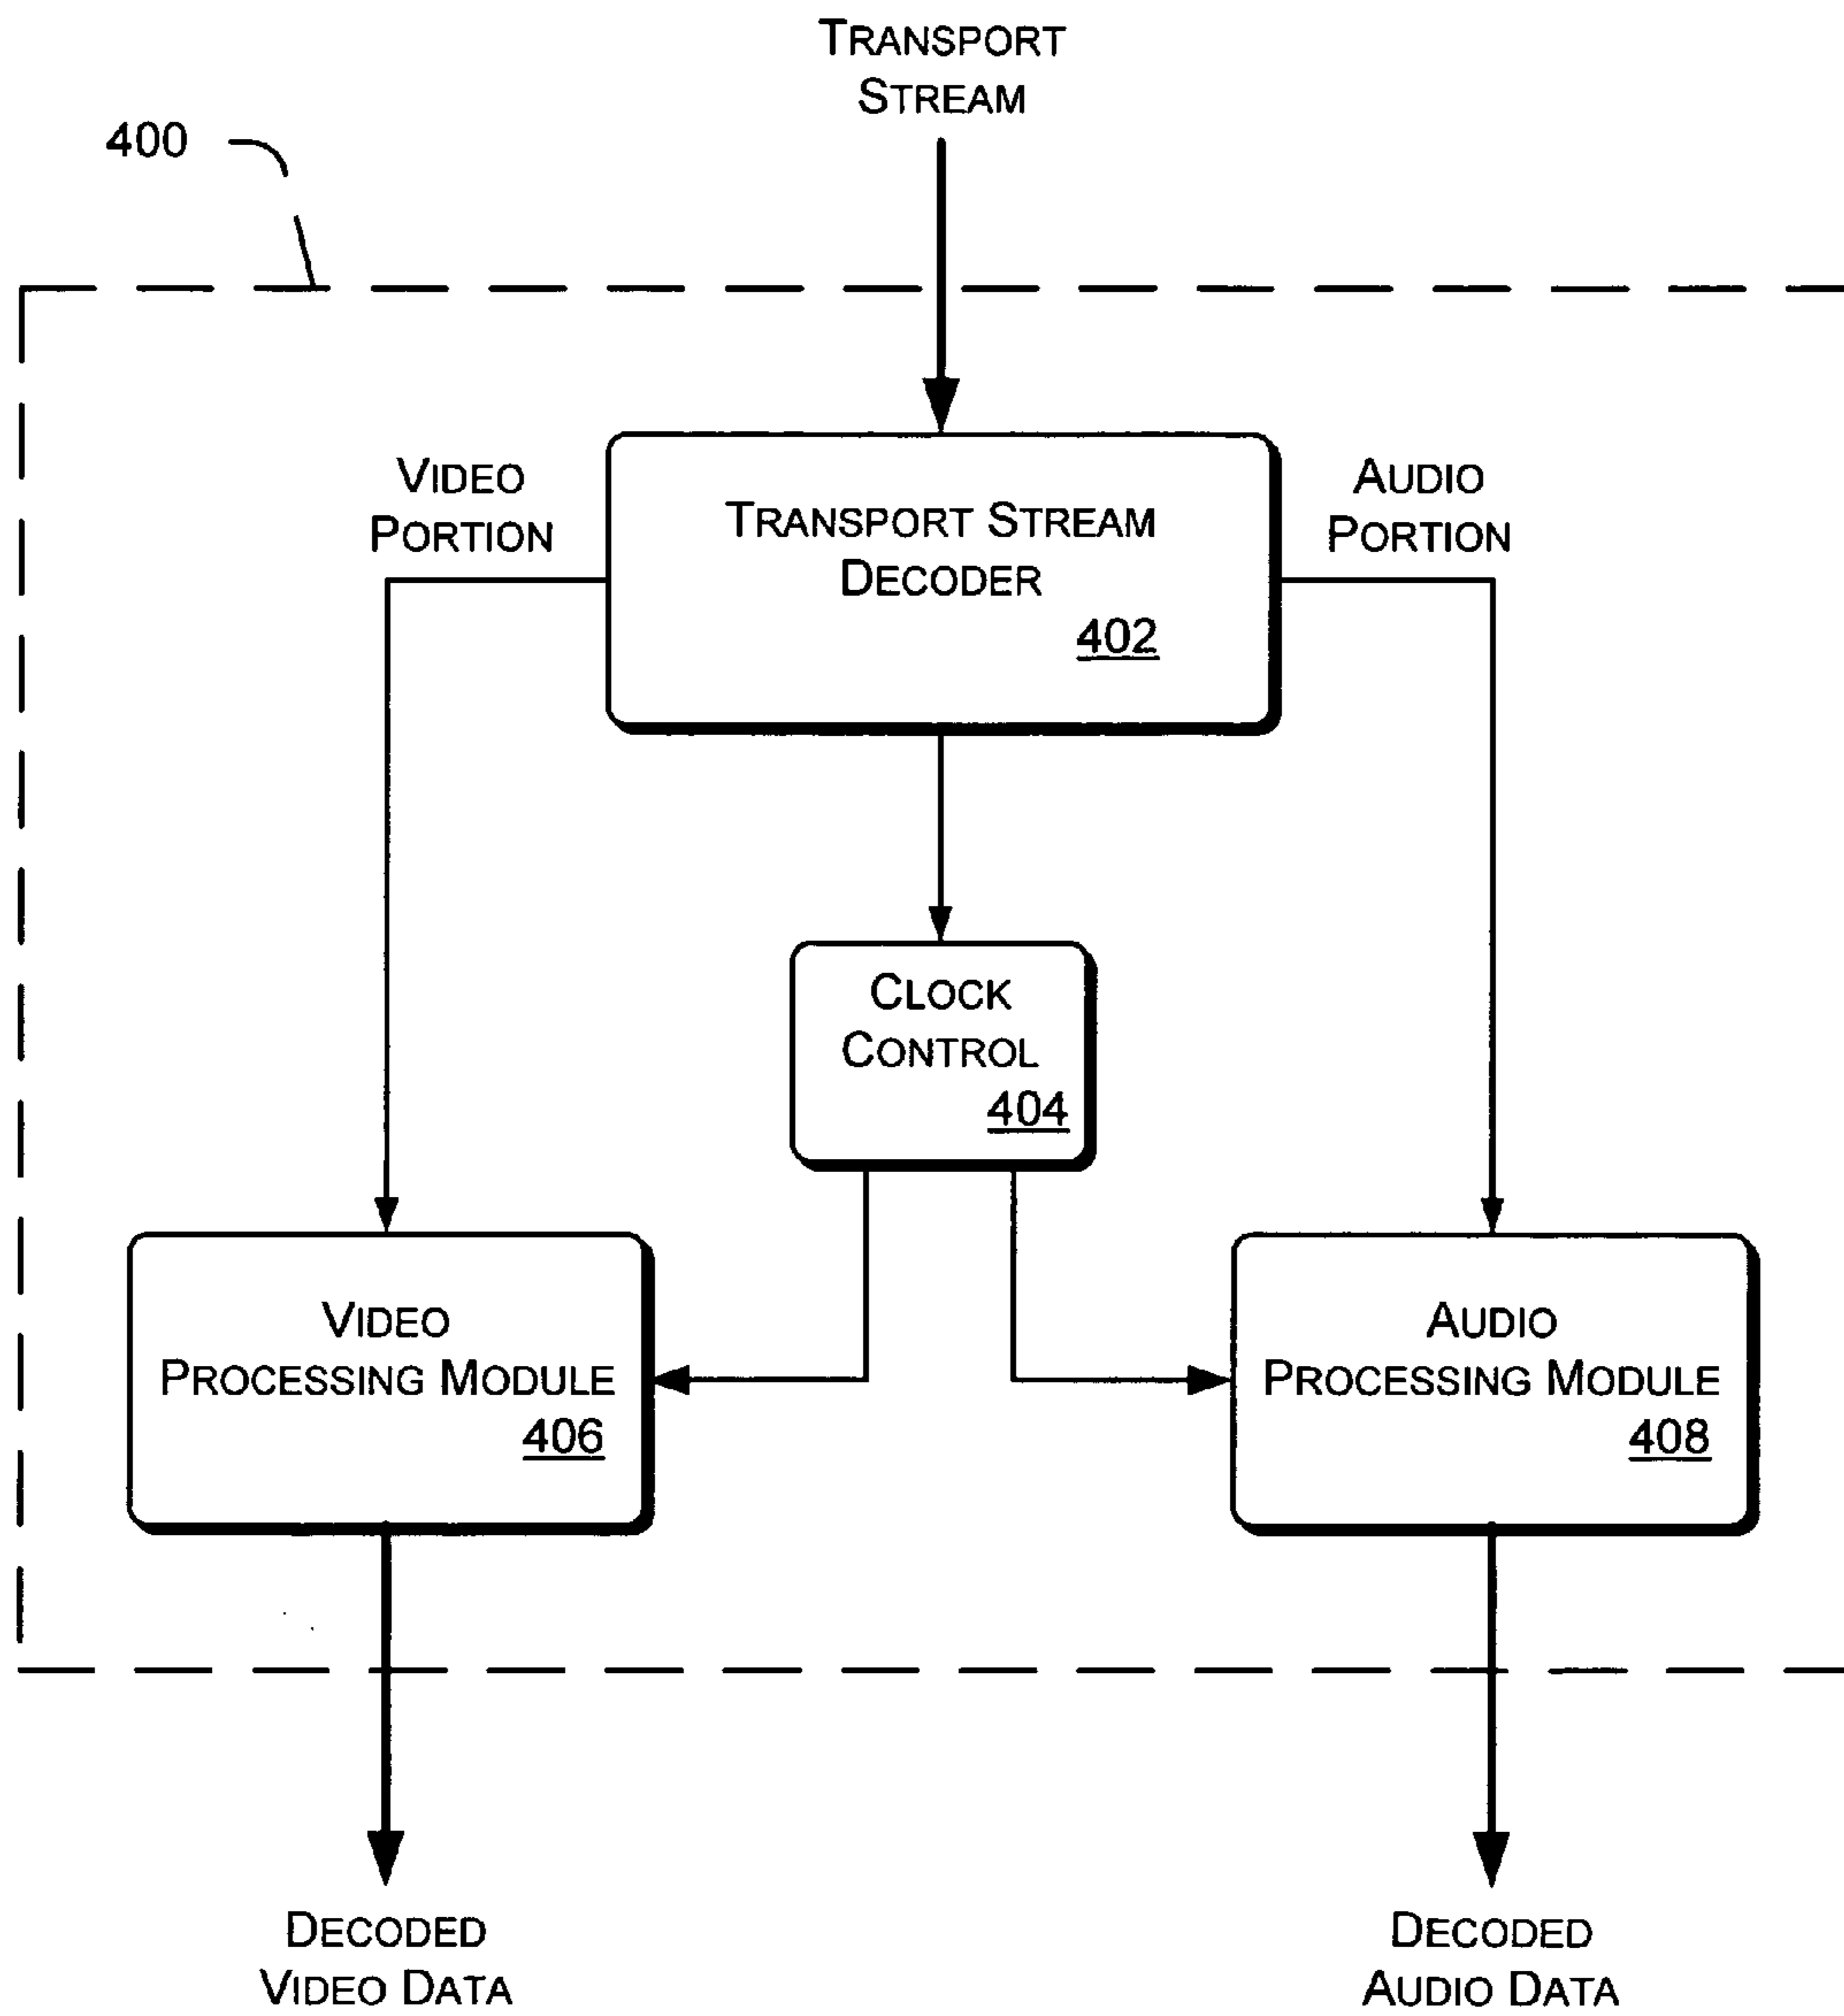 TRANSPORT
STREAM
400
VIDEO
PORTION
TRANSPORT STREAM
DECODER
402
AUDIO
PORTION
CLOCK
CONTROL
404
VIDEO
PROCESSING MODULE
406
AUDIO
PROCESSING MODULE
408
DECODED
VIDEO DATA
DECODED
AUDIO DATA